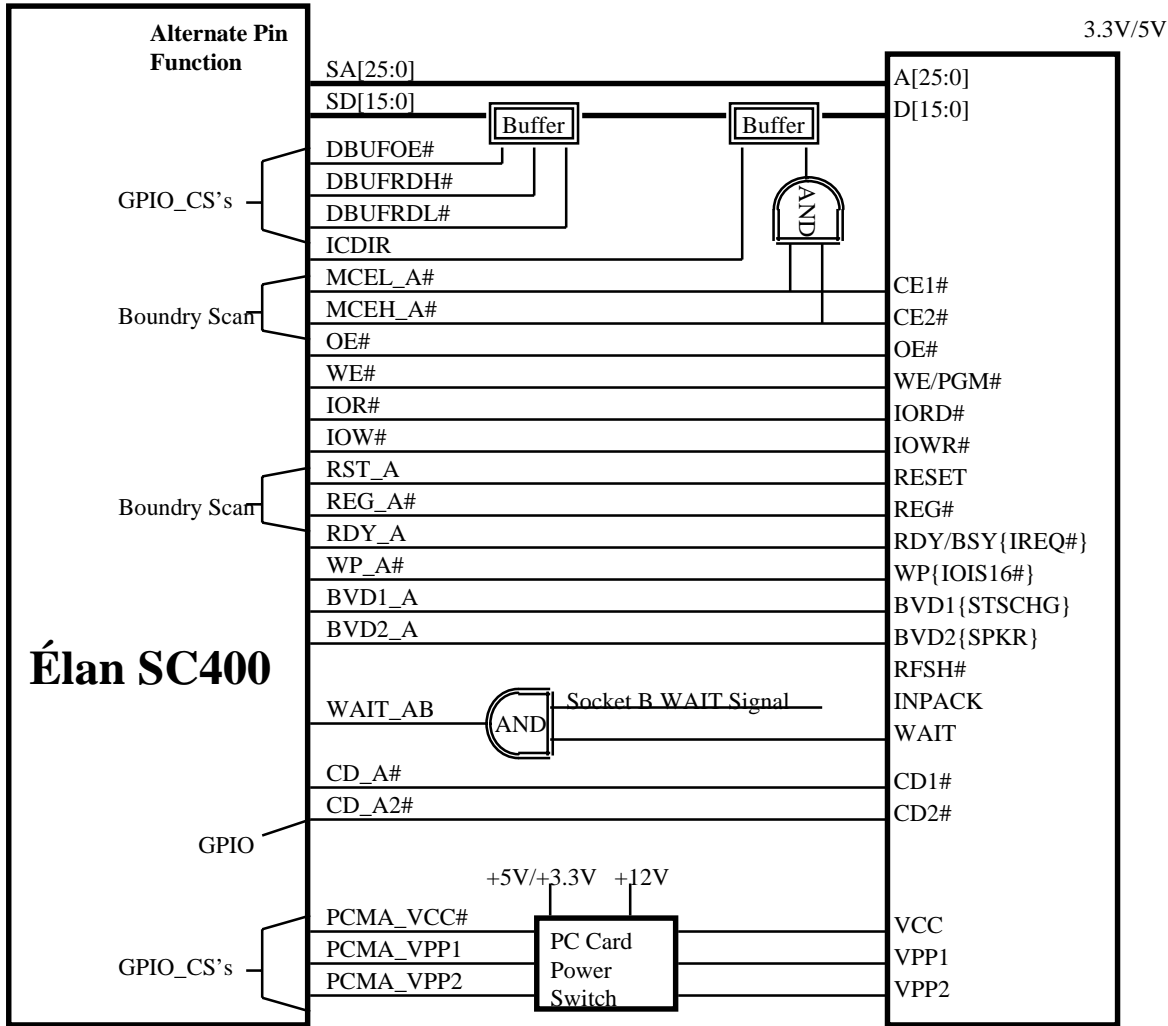 Alternate Pin
Function
3.3V/5V
SA[25:0]
A[25:0]
SD[15:0]
D[15:0]
Buffer
Buffer
DBUFOE#
DBUFRDH#
GPIO_CS's
DBUFRDL#
AND
ICDIR
MCEL_A#
CE1#
Boundry Scan
MCEH_A#
CE2#
OE#
OE#
WE#
WE/PGM#
IOR#
IORD#
IOW#
IOWR#
RST_A
RESET
Boundry Scan
REG_A#
REG#
RDY_A
RDY/BSY{IREQ#}
WP_A#
WP{IOIS16#}
BVD1_A
BVD1{STSCHG}
BVD2_A
BVD2{SPKR}
Élan SC400
RFSH#
Socket B WAIT Signal
INPACK
WAIT_AB
AND
WAIT
CD_A#
CD1#
CD_A2#
CD2#
GPIO
+5V/+3.3V +12V
PCMA_VCC#
VCC
PC Card
Power
Switch
PCMA_VPP1
VPP1
GPIO_CS's
PCMA_VPP2
VPP2